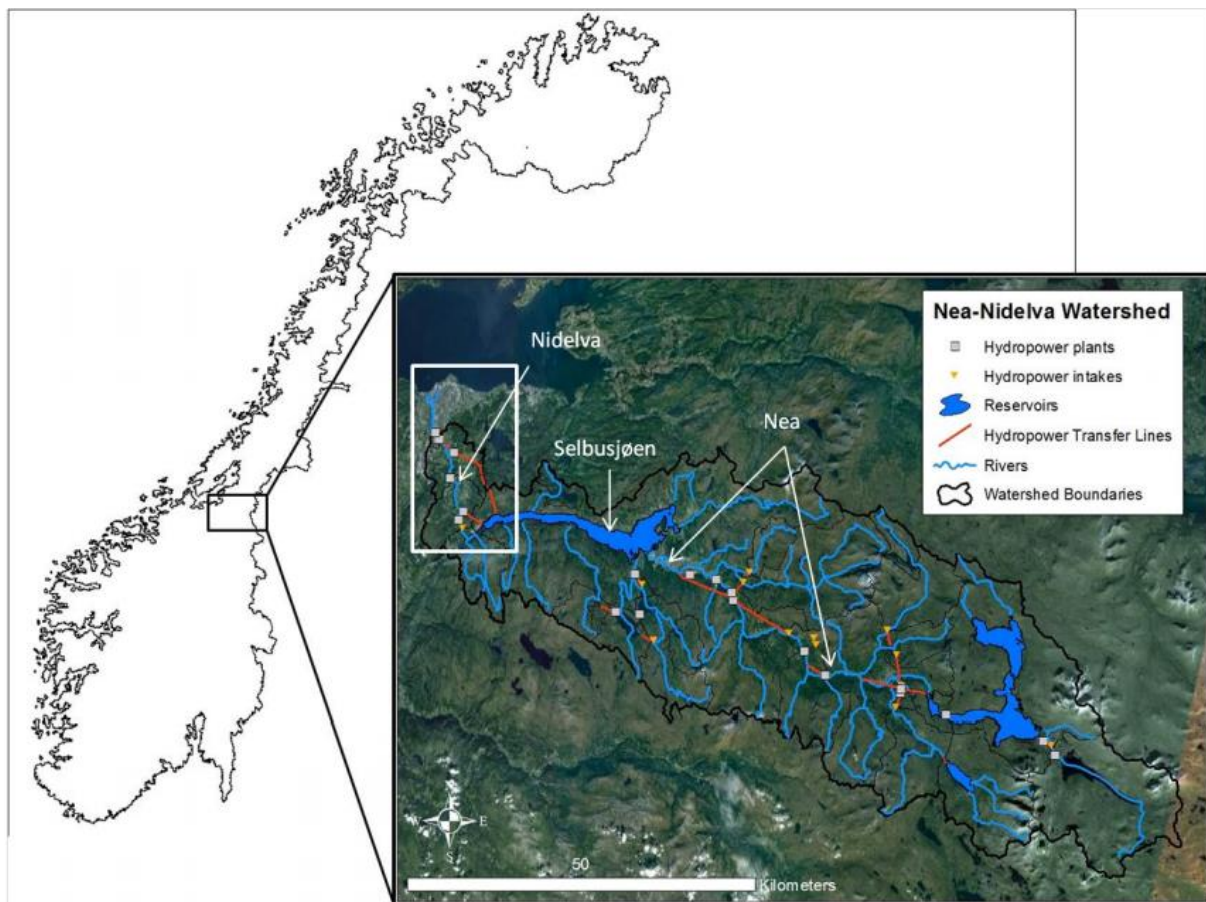 Nea-Nidelva Watershed
Hydropower plants
Hydropower intakes
Reservoirs
Hydropower Transfer Lines
Rivers
Watershed Boundaries
Nidelva
Nea
Selbusjøen
W
E
S
50
Kilometers